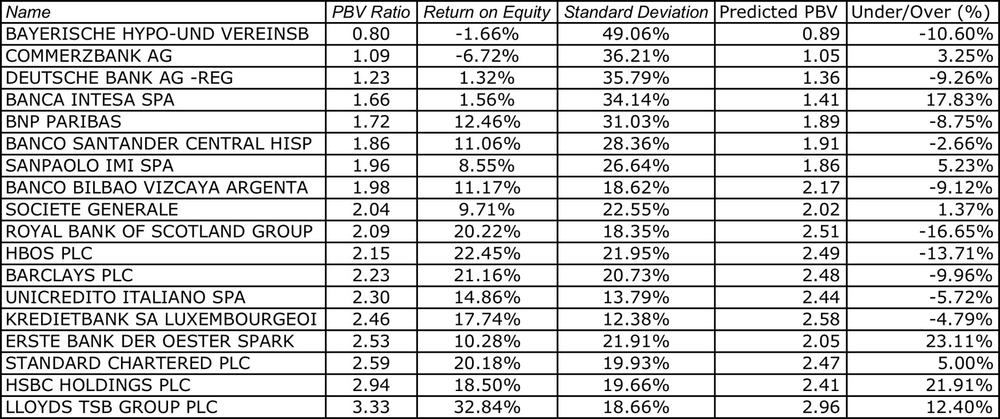 Name PBV Ratio Return on Equity Standard Deviation Predicted PBV Under/Over (%)
BAYERISCHE HYPO-UND VEREINSB 0.80 -1.66% 49.06% 0.89 -10.60%
COMMERZBANK AG 1.09 -6.72% 36.21% 1.05 3.25%
DEUTSCHE BANK AG -REG 1.23 1.32% 35.79% 1.36 -9.26%
BANCA INTESA SPA 1.66 1.56% 34.14% 1.41 17.83%
BNP PARIBAS 1.72 12.46% 31.03% 1.89 -8.75%
BANCO SANTANDER CENTRAL HISP 1.86 11.06% 28.36% 1.91 -2.66%
SANPAOLO IMI SPA 1.96 8.55% 26.64% 1.86 5.23%
BANCO BILBAO VIZCAYA ARGENTA 1.98 11.17% 18.62% 2.17 -9.12%
SOCIETE GENERALE 2.04 9.71% 22.55% 2.02 1.37%
ROYAL BANK OF SCOTLAND GROUP 2.09 20.22% 18.35% 2.51 -16.65%
HBOS PLC 2.15 22.45% 21.95% 2.49 -13.71%
BARCLAYS PLC 2.23 21.16% 20.73% 2.48 -9.96%
UNICREDITO ITALIANO SPA 2.30 14.86% 13.79% 2.44 -5.72%
KREDIETBANK SA LUXEMBOURGEOI 2.46 17.74% 12.38% 2.58 -4.79%
ERSTE BANK DER OESTER SPARK 2.53 10.28% 21.91% 2.05 23.11%
STANDARD CHARTERED PLC 2.59 20.18% 19.93% 2.47 5.00%
HSBC HOLDINGS PLC 2.94 18.50% 19.66% 2.41 21.91%
LLOYDS TSB GROUP PLC 3.33 32.84% 18.66% 2.96 12.40%